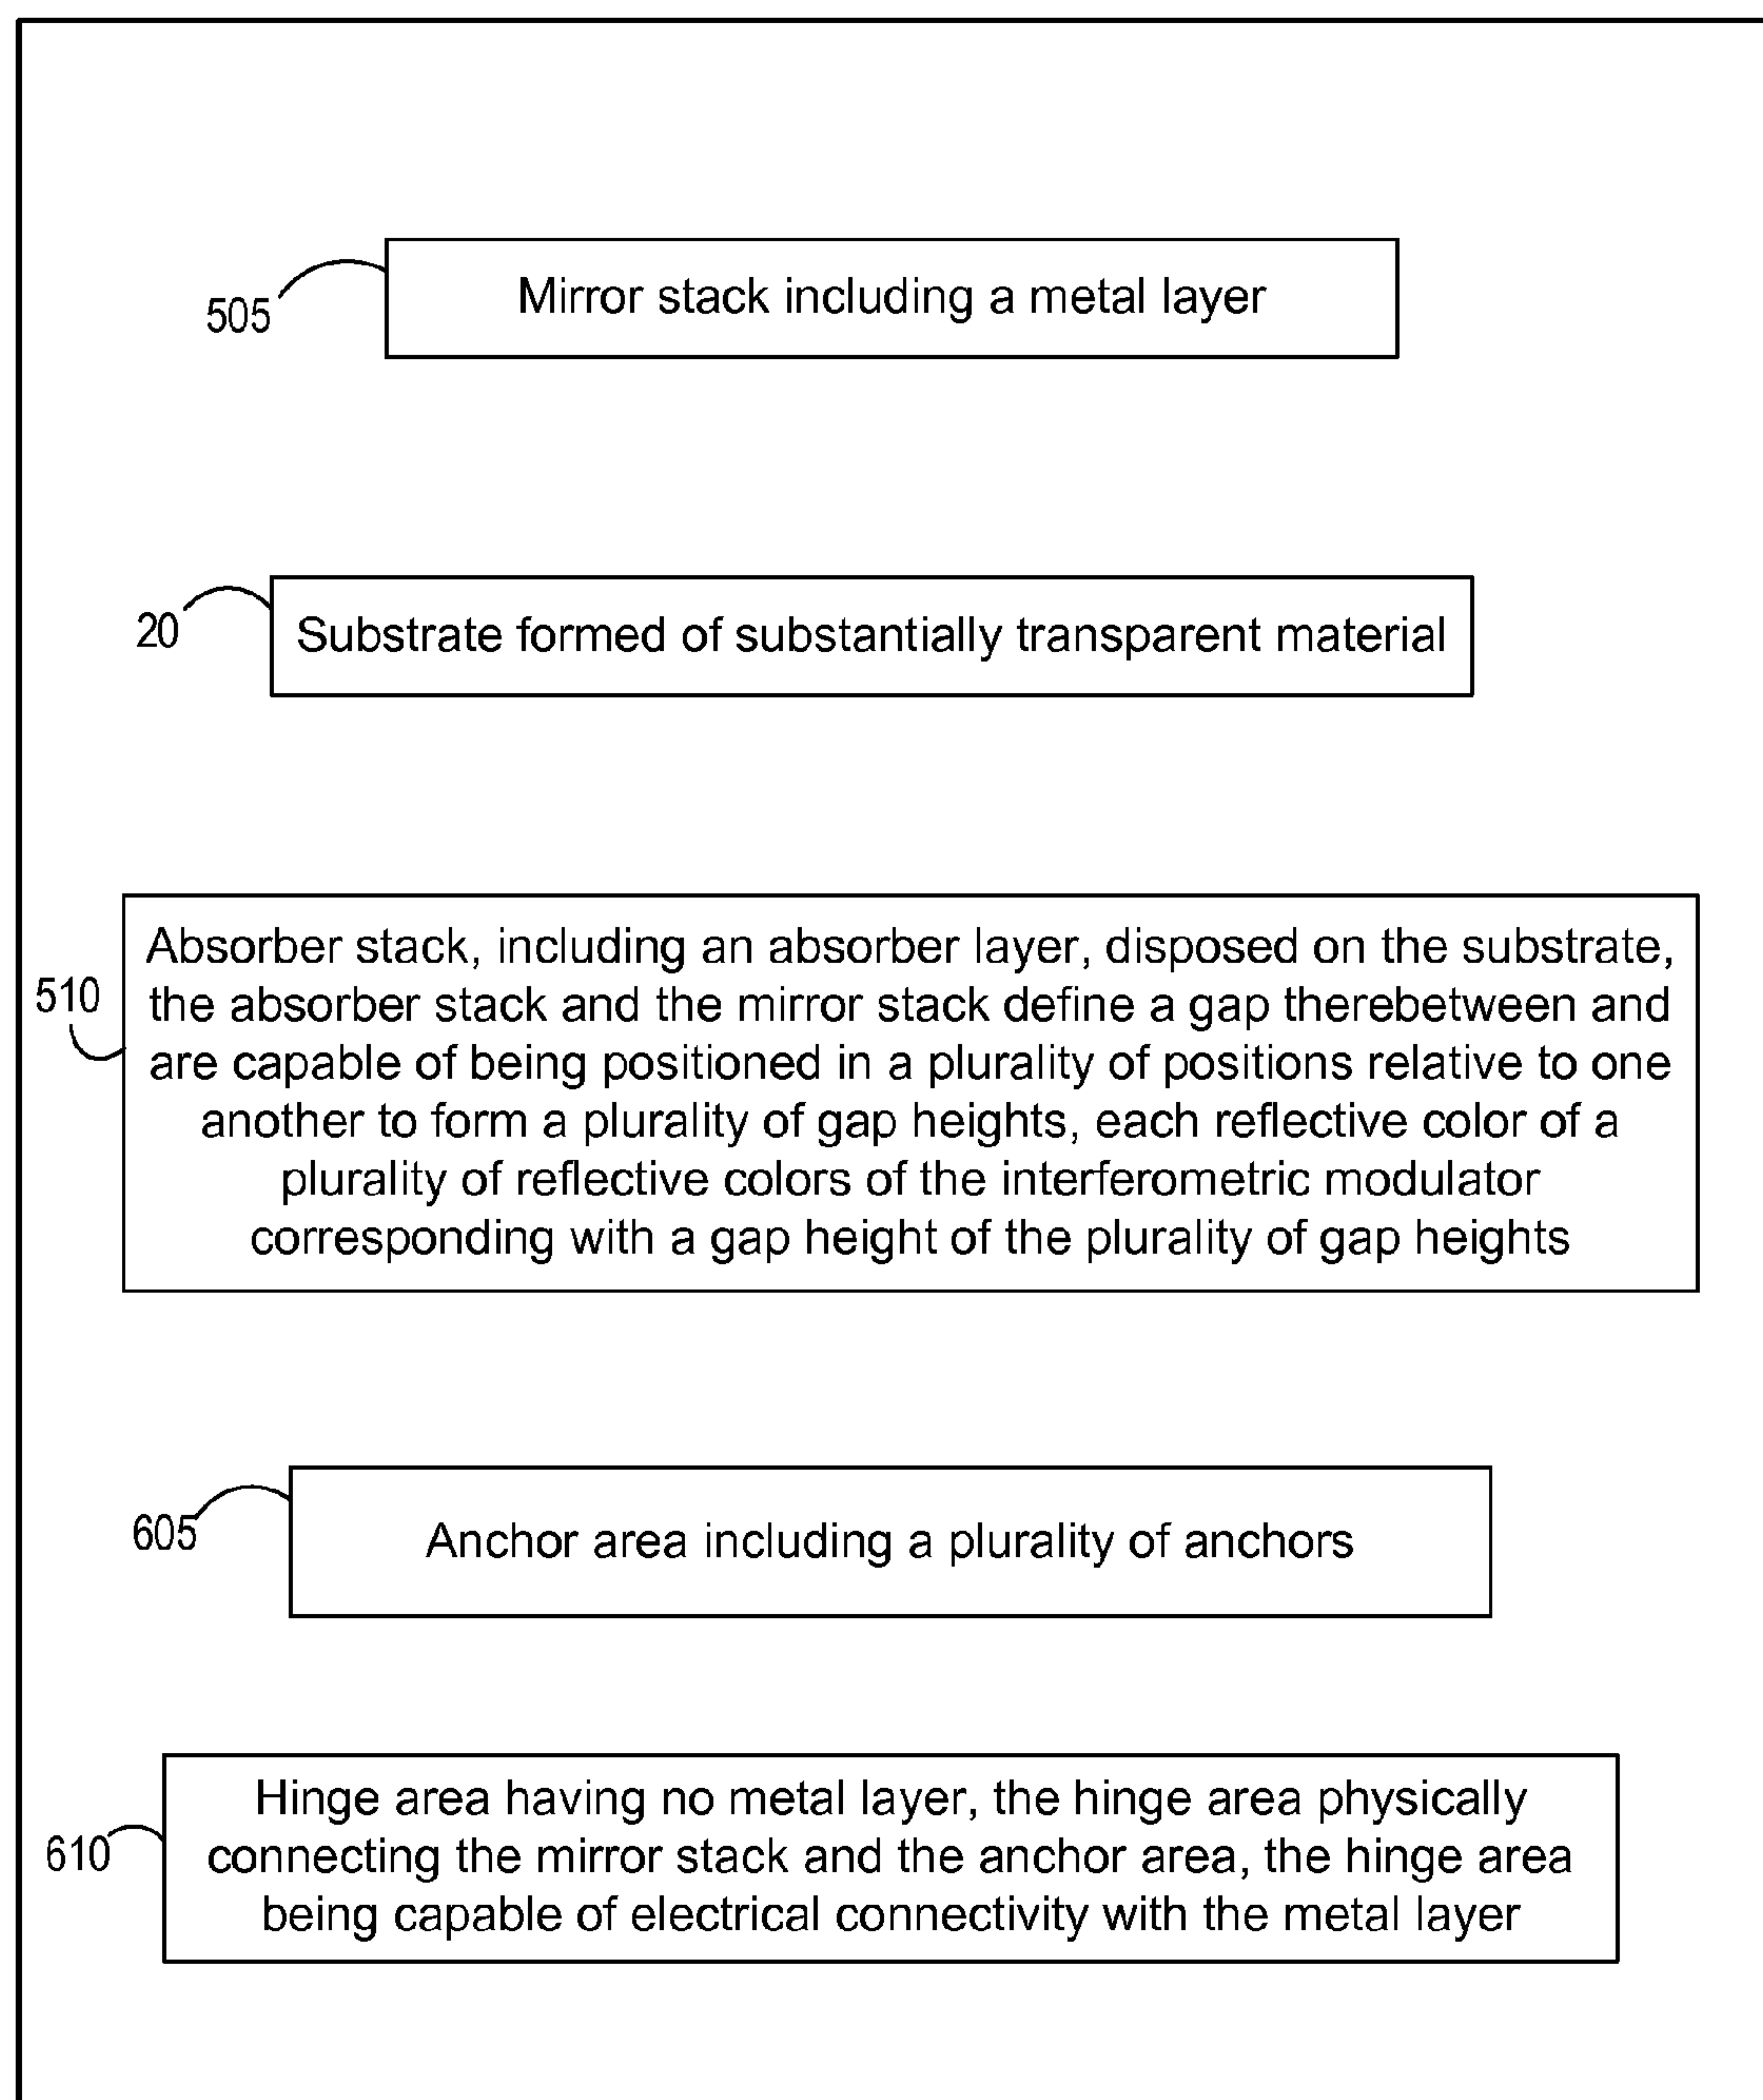 505
Mirror stack including a metal layer
20
Substrate formed of substantially transparent material
510
Absorber stack, including an absorber layer, disposed on the substrate,
the absorber stack and the mirror stack define a gap therebetween and
are capable of being positioned in a plurality of positions relative to one
another to form a plurality of gap heights, each reflective color of a
plurality of reflective colors of the interferometric modulator
corresponding with a gap height of the plurality of gap heights
605
Anchor area including a plurality of anchors
610
Hinge area having no metal layer, the hinge area physically
connecting the mirror stack and the anchor area, the hinge area
being capable of electrical connectivity with the metal layer